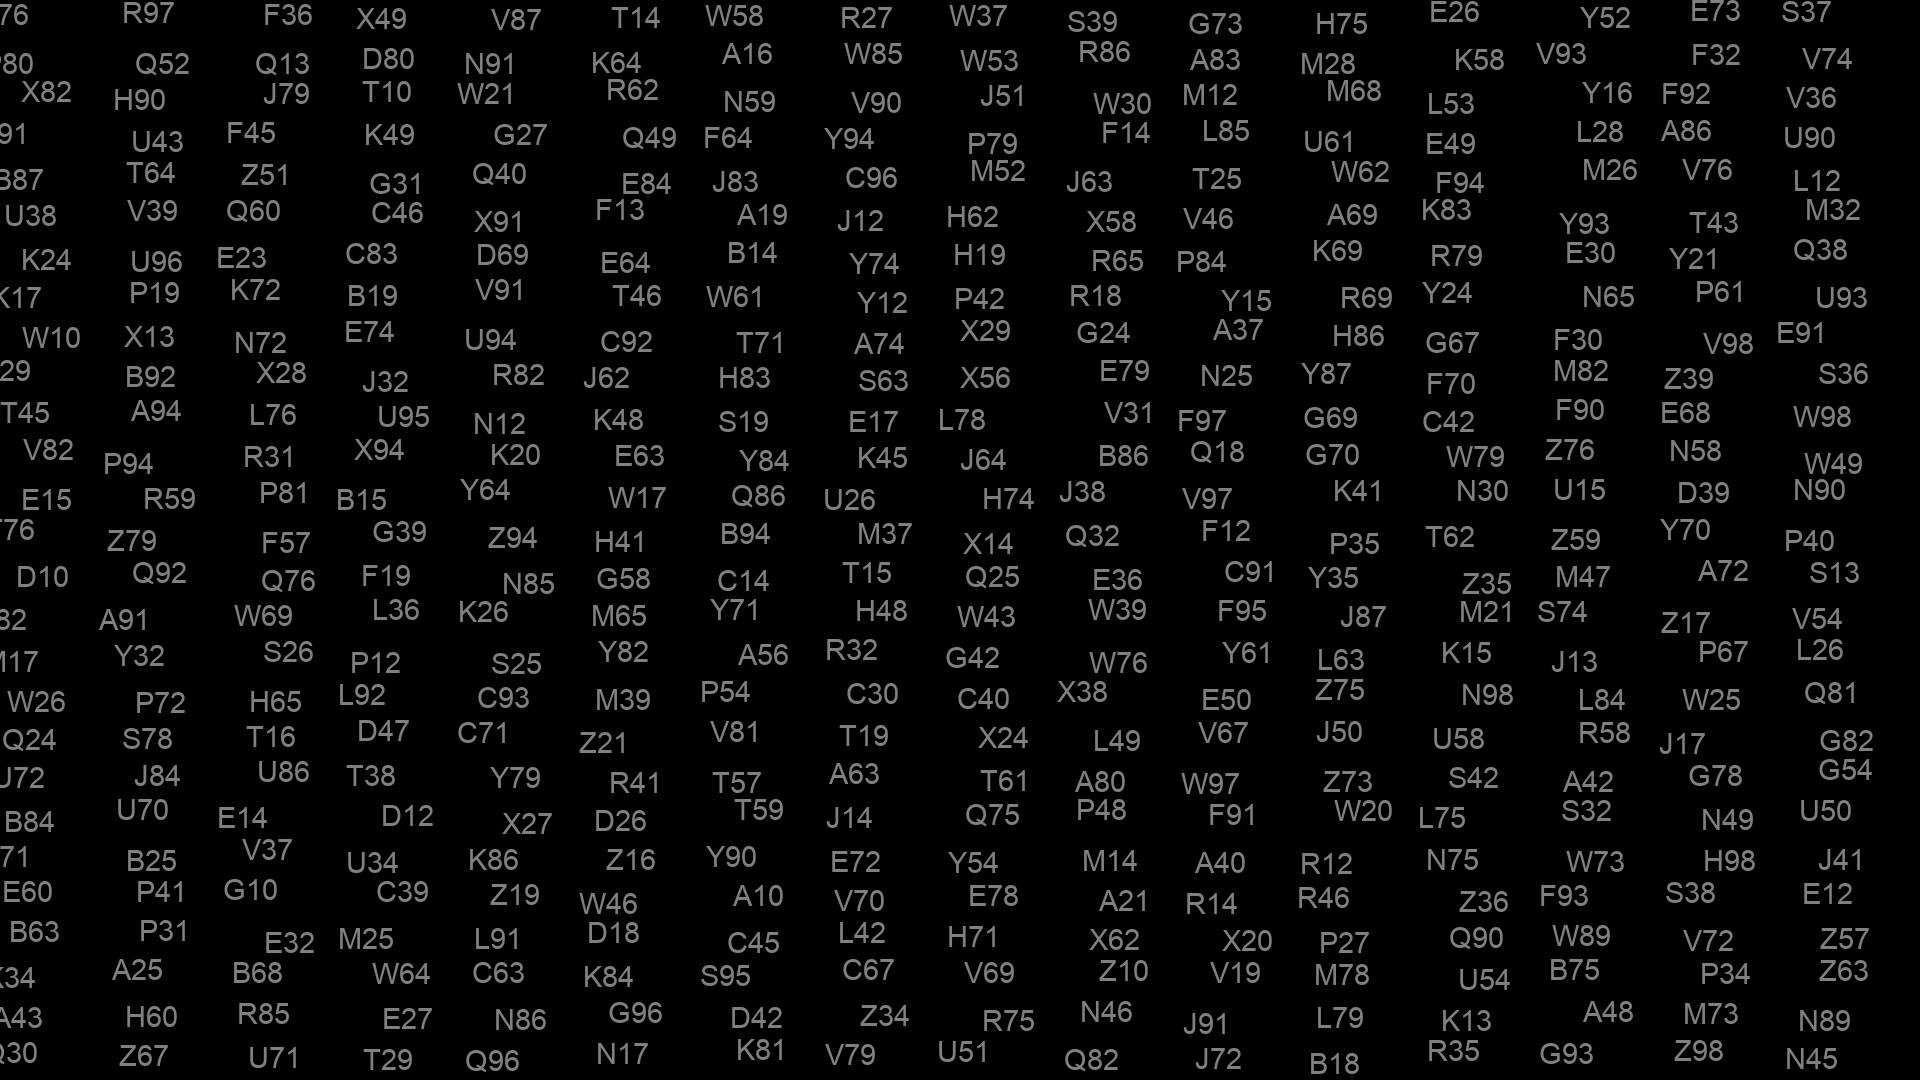 76 R97 F36 X49 V87 T14 W58 R27 W37 S39 G73 H75 E26 Y52 E73 S37
80 Q52 Q13 D80 N91 K64 A16 W85 W53 R86 A83 M28 K58 V93 F32 V74
X82 H90 J79 T10 W21 R62 N59 V90 J51 W30 M12 M68 L53 Y16 F92 V36
91 U43 F45 K49 G27 Q49 F64 Y94 P79 F14 L85 U61 E49 L28 A86 U90
B87 T64 Z51 G31 Q40 E84 J83 C96 M52 J63 T25 W62 F94 M26 V76 L12
U38 V39 Q60 C46 X91 F13 A19 J12 H62 X58 V46 A69 K83 Y93 T43 M32
K24 U96 E23 C83 D69 E64 B14 Y74 H19 R65 P84 K69 R79 E30 Y21 Q38
K17 P19 K72 B19 V91 T46 W61 Y12 P42 R18 Y15 R69 Y24 N65 P61 U93
W10 X13 N72 E74 U94 C92 T71 A74 X29 G24 A37 H86 G67 F30 V98 E91
29 B92 X28 J32 R82 J62 H83 S63 X56 E79 N25 Y87 F70 M82 Z39 S36
T45 A94 L76 U95 N12 K48 S19 E17 L78 V31 F97 G69 C42 F90 E68 W98
V82 P94 R31 X94 K20 E63 Y84 K45 J64 B86 Q18 G70 W79 Z76 N58 W49
E15 R59 P81 B15 Y64 W17 Q86 U26 H74 J38 V97 K41 N30 U15 D39 N90
76 Z79 F57 G39 Z94 H41 B94 M37 X14 Q32 F12 P35 T62 Z59 Y70 P40
D10 Q92 Q76 F19 N85 G58 C14 T15 Q25 E36 C91 Y35 Z35 M47 A72 S13
82 A91 W69 L36 K26 M65 Y71 H48 W43 W39 F95 J87 M21 S74 Z17 V54
M17 Y32 S26 P12 S25 Y82 A56 R32 G42 W76 Y61 L63 K15 J13 P67 L26
W26 P72 H65 L92 C93 M39 P54 C30 C40 X38 E50 Z75 N98 L84 W25 Q81
Q24 S78 T16 D47 C71 Z21 V81 T19 X24 L49 V67 J50 U58 R58 J17 G82
U72 J84 U86 T38 Y79 R41 T57 A63 T61 A80 W97 Z73 S42 A42 G78 G54
B84 U70 E14 D12 X27 D26 T59 J14 Q75 P48 F91 W20 L75 S32 N49 U50
71 B25 V37 U34 K86 Z16 Y90 E72 Y54 M14 A40 R12 N75 W73 H98 J41
E60 P41 G10 C39 Z19 W46 A10 V70 E78 A21 R14 R46 Z36 F93 S38 E12
B63 P31 E32 M25 L91 D18 C45 L42 H71 X62 X20 P27 Q90 W89 V72 Z57
34 A25 B68 W64 C63 K84 S95 C67 V69 Z10 V19 M78 U54 B75 P34 Z63
A43 H60 R85 E27 N86 G96 D42 Z34 R75 N46 J91 L79 K13 A48 M73 N89
Q30 Z67 U71 T29 Q96 N17 K81 V79 U51 Q82 J72 B18 R35 G93 Z98 N45